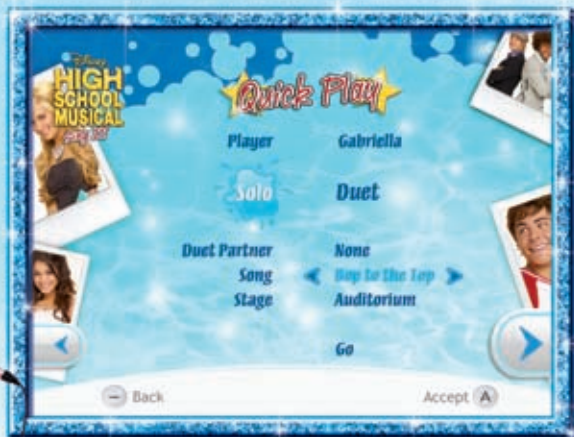 Disney
HIGH
SCHOOL
MUSICAL
Quick Play
Player Gabriella
Solo Duet
Duet Partner None
Song Bop to the Top
Stage Auditorium
Go
Back Accept A